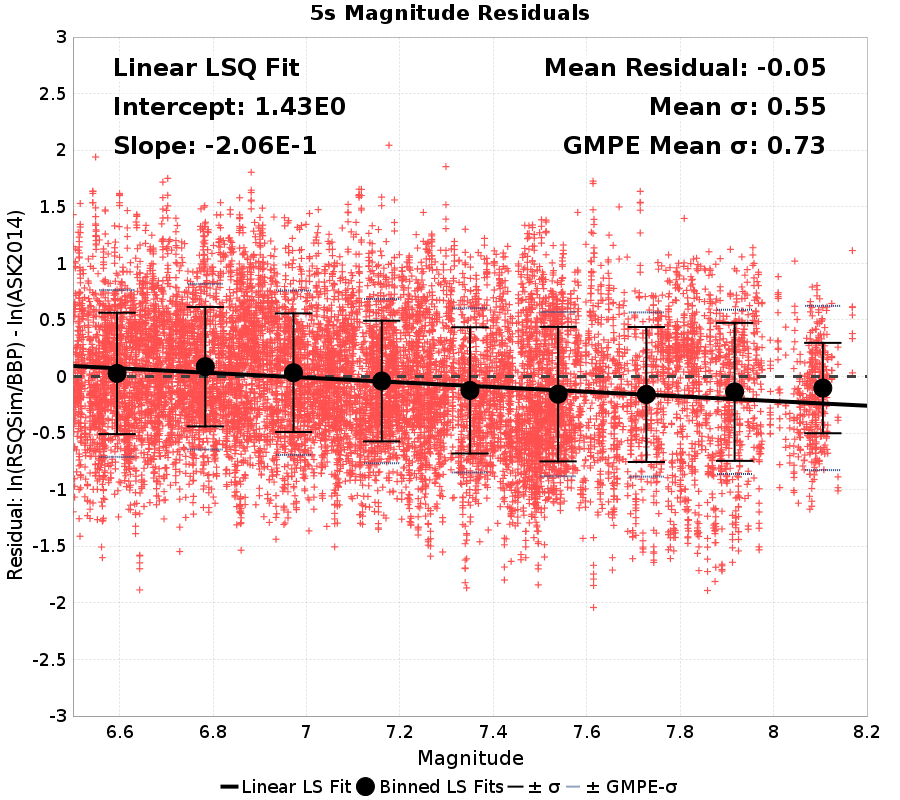 5s Magnitude Residuals
Linear LSQ Fit
Intercept: 1.43E0
Slope: -2.06E-1
Mean Residual: -0.05
Mean σ: 0.55
GMPE Mean σ: 0.73
Residual: ln(RSQSim/BBP) - ln(ASK2014)
3
2.5
2
1.5
1
0.5
0
-0.5
-1
-1.5
-2
-2.5
-3
6.6 6.8 7 7.2 7.4 7.6 7.8 8 8.2
Magnitude
Linear LS Fit Binned LS Fits ± σ ± GMPE-σ